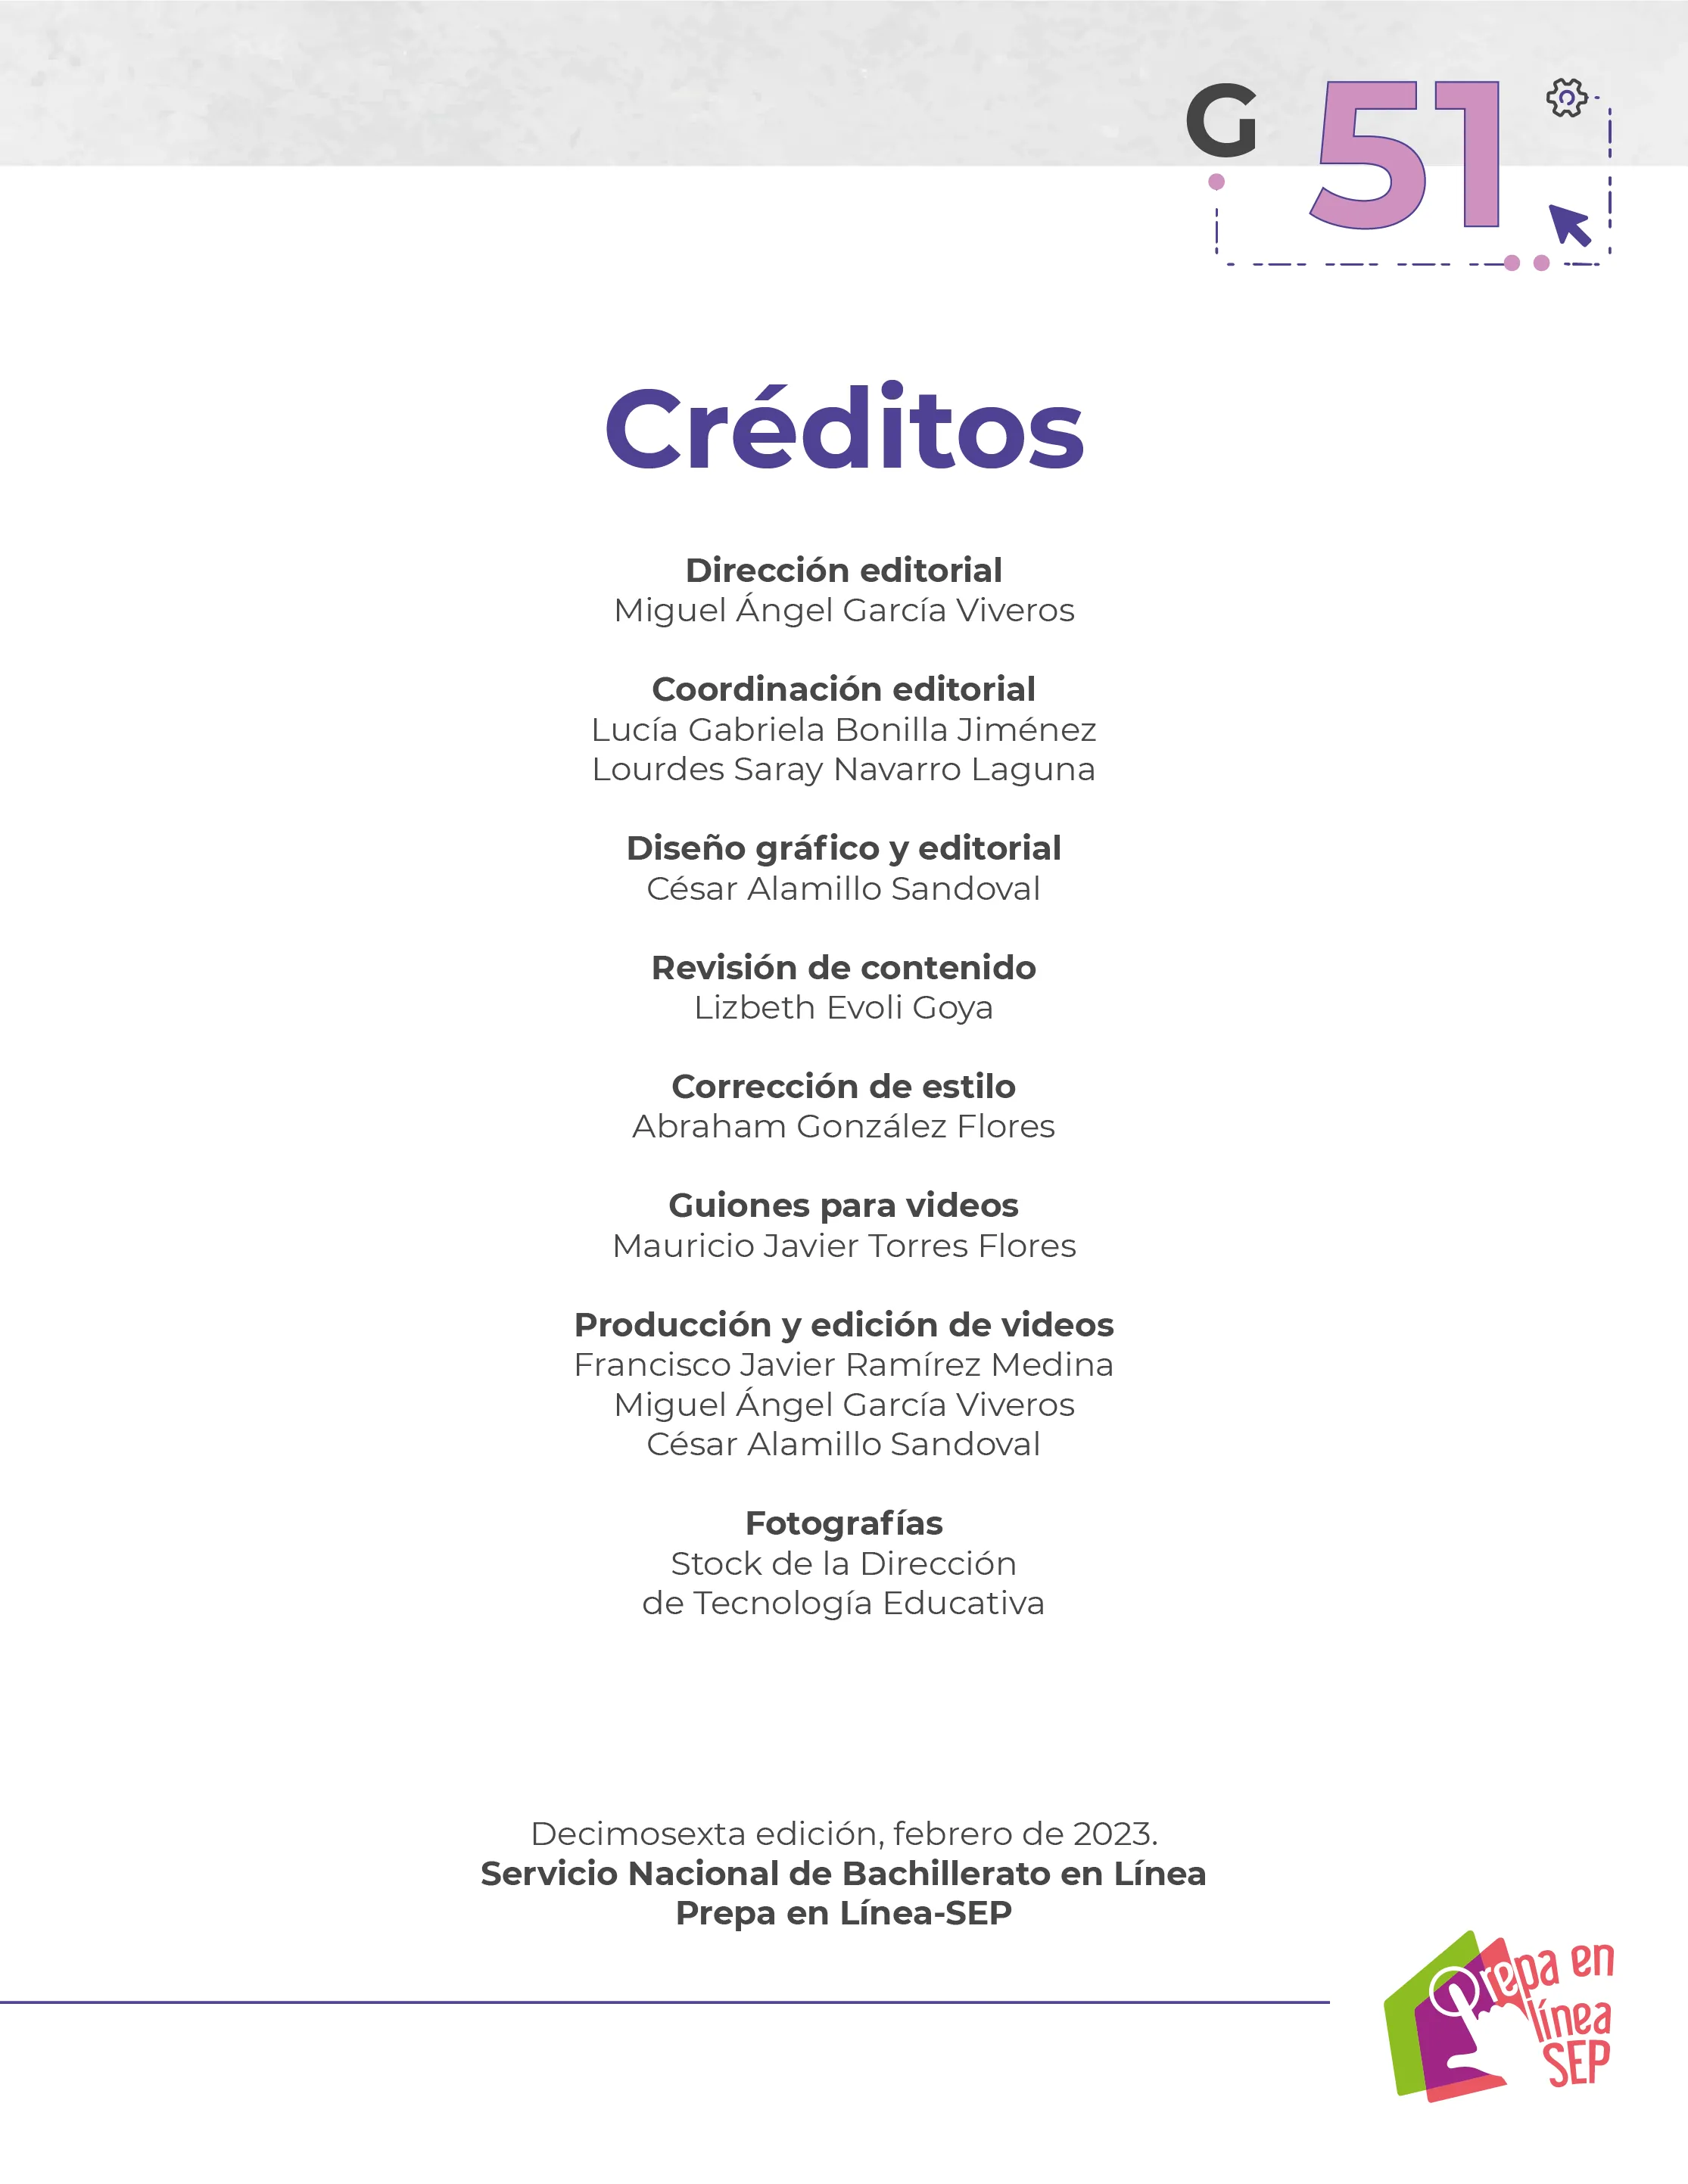 G 51
Créditos
Dirección editorial
Miguel Ángel García Viveros
Coordinación editorial
Lucía Gabriela Bonilla Jiménez
Lourdes Saray Navarro Laguna
Diseño gráfico y editorial
César Alamillo Sandoval
Revisión de contenido
Lizbeth Evoli Goya
Corrección de estilo
Abraham González Flores
Guiones para videos
Mauricio Javier Torres Flores
Producción y edición de videos
Francisco Javier Ramírez Medina
Miguel Ángel García Viveros
César Alamillo Sandoval
Fotografías
Stock de la Dirección
de Tecnología Educativa
Decimosexta edición, febrero de 2023.
Servicio Nacional de Bachillerato en Línea
Prepa en Línea-SEP
Prepa en
línea
SEP